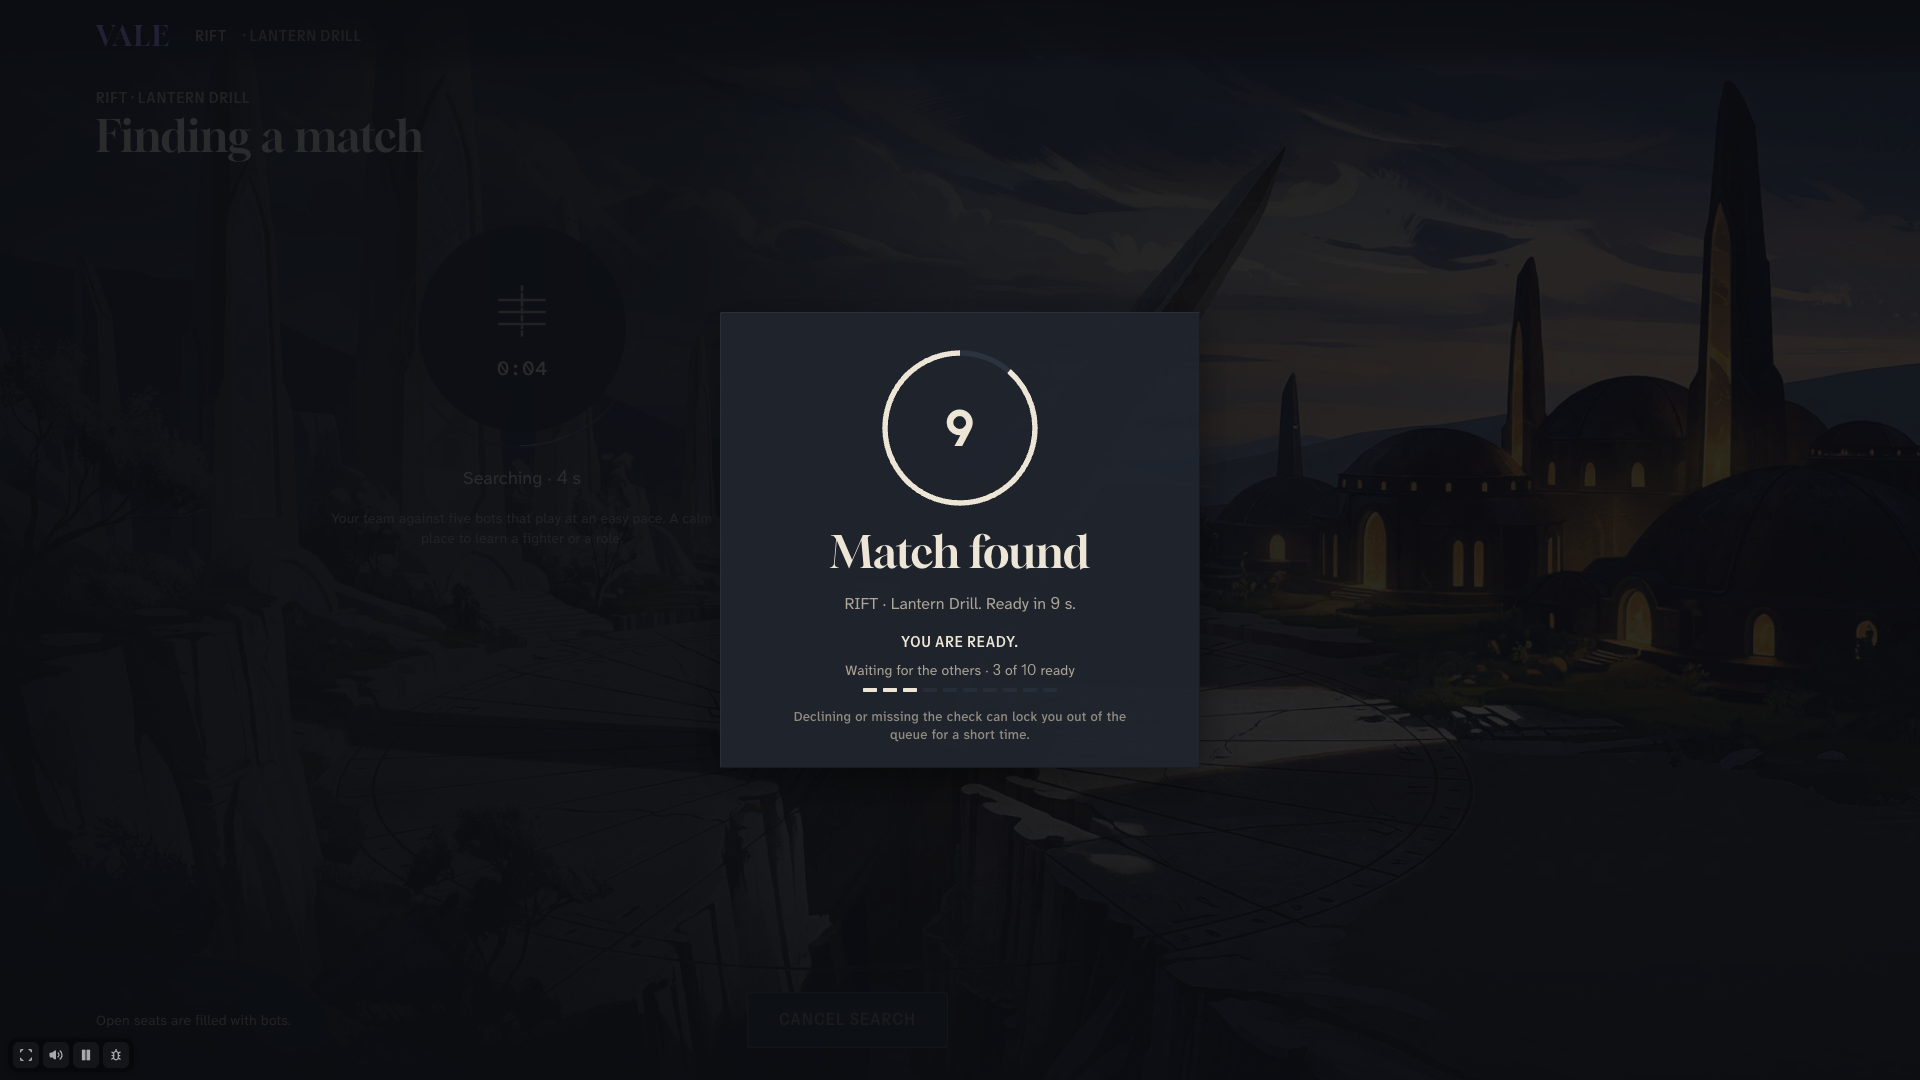 VALE RIFT · LANTERN DRILL
RIFT · LANTERN DRILL
Finding a match
0:04
Searching · 4 s
Your team against five bots that play at an easy pace. A calm
place to learn a fighter or a role.
9
Match found
RIFT · Lantern Drill. Ready in 9 s.
YOU ARE READY.
Waiting for the others · 3 of 10 ready
Declining or missing the check can lock you out of the
queue for a short time.
Open seats are filled with bots.
CANCEL SEARCH